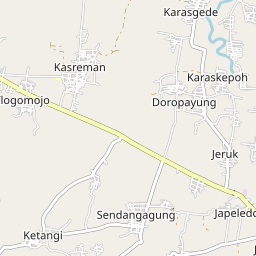 Karasgede
Kasreman
Karaskepoh
Doropayung
logomojo
Jeruk
Sendangagung
Japeledo
Ketangi